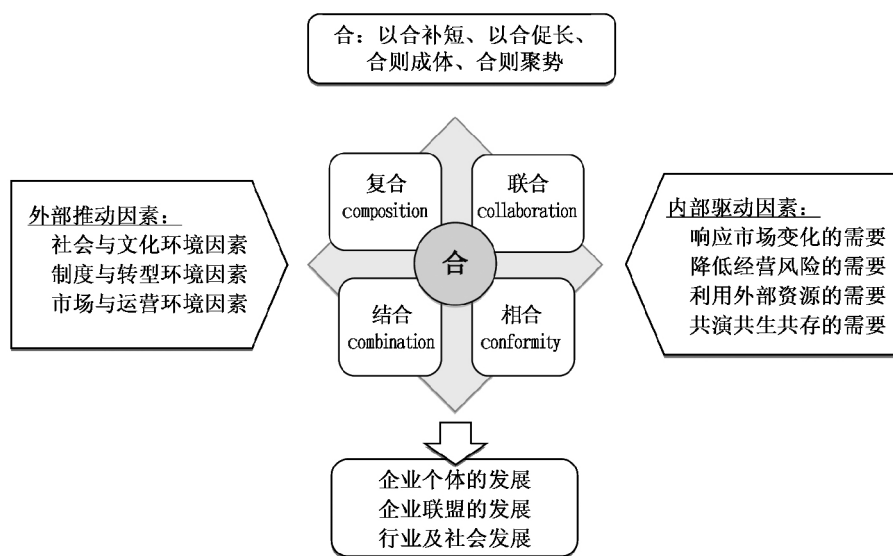 合：以合补短、以合促长、
合则成体、合则聚势
外部推动因素：
社会与文化环境因素
制度与转型环境因素
市场与运营环境因素
复合
composition
联合
collaboration
合
结合
combination
相合
conformity
内部驱动因素：
响应市场变化的需要
降低经营风险的需要
利用外部资源的需要
共演共生共存的需要
企业个体的发展
企业联盟的发展
行业及社会发展